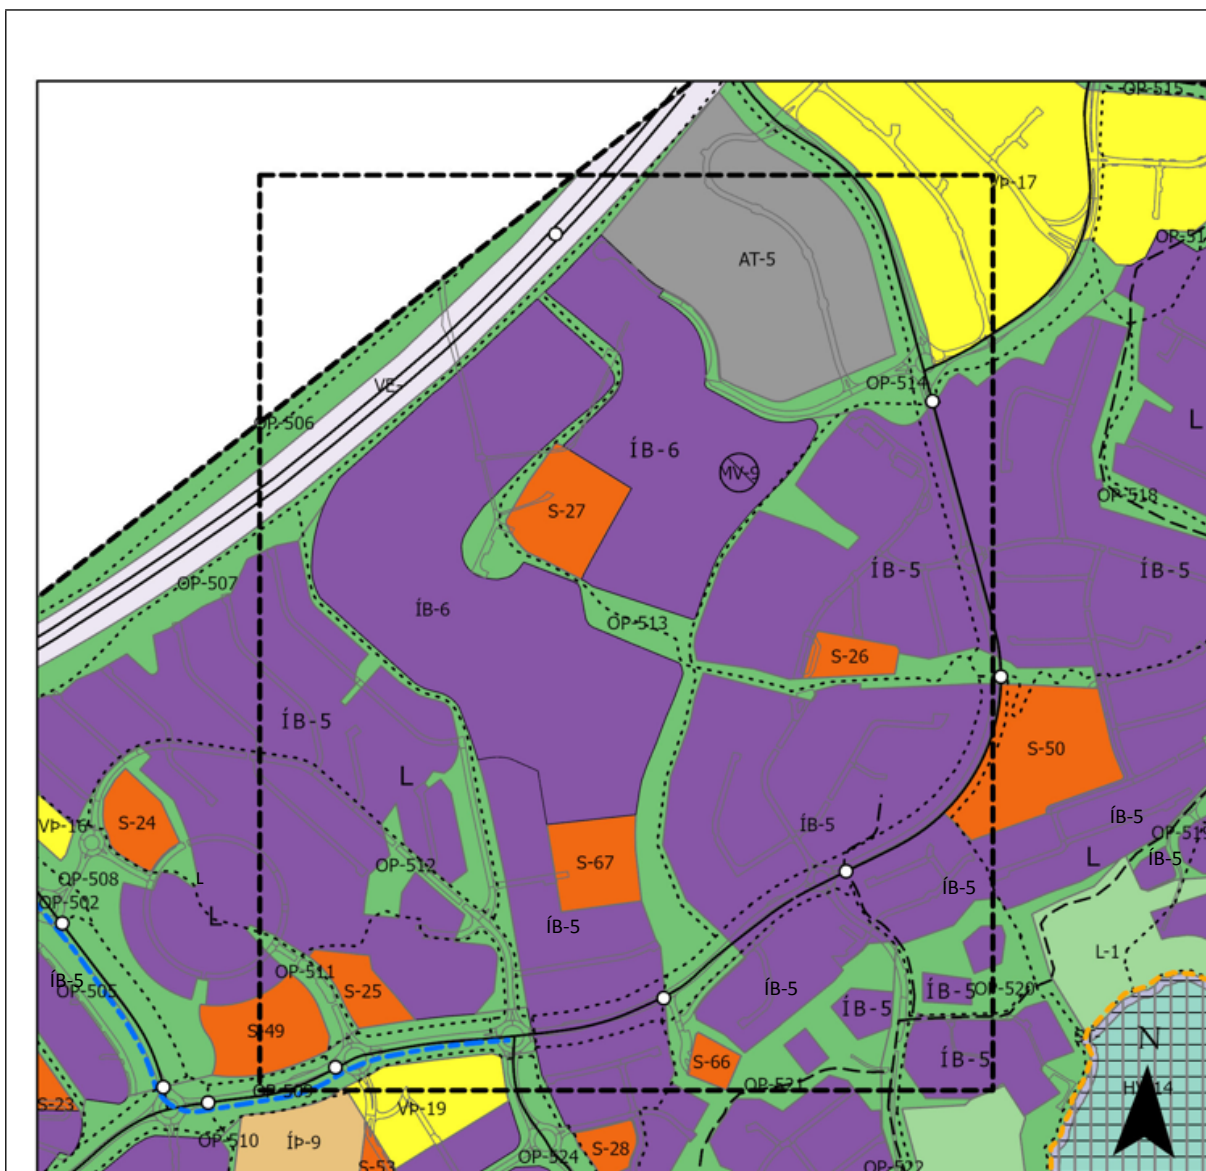 OP-515
VÞ-17
OP-51
AT-5
VE-
OP-514
OP-506
L
ÍB-6
MV-9
OP-518
S-27
ÍB-5
ÍB-5
OP-507
ÍB-6
OP-513
S-26
ÍB-5
S-50
L
VÞ-16
S-24
ÍB-5
ÍB-5
OP-519
S-67
L
ÍB-5
OP-512
OP-508
L
ÍB-5
OP-502
L
ÍB-5
L-1
OP-511
ÍB-5
OP-505
S-25
ÍB-5
ÍB-5
OP-520
ÍB-5
S-49
N
ÍB-5
S-66
OP-521
OP-509
HV-14
S-23
VÞ-19
OP-510
ÍÞ-9
S-28
OP-524
S-53
OP-522